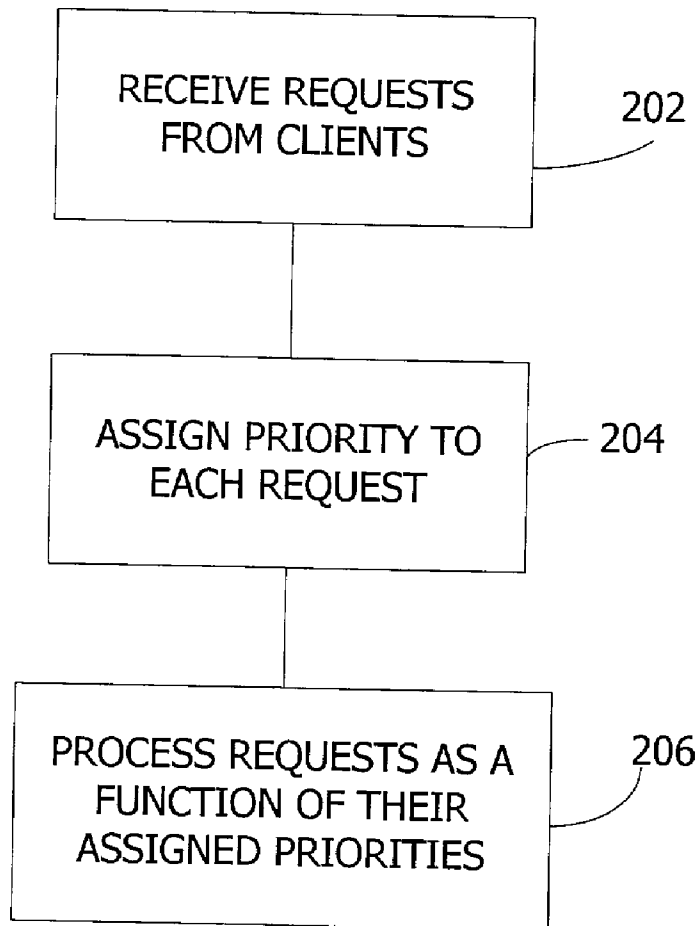 RECEIVE REQUESTS
FROM CLIENTS
202
ASSIGN PRIORITY TO
EACH REQUEST
204
PROCESS REQUESTS AS A
FUNCTION OF THEIR
ASSIGNED PRIORITIES
206